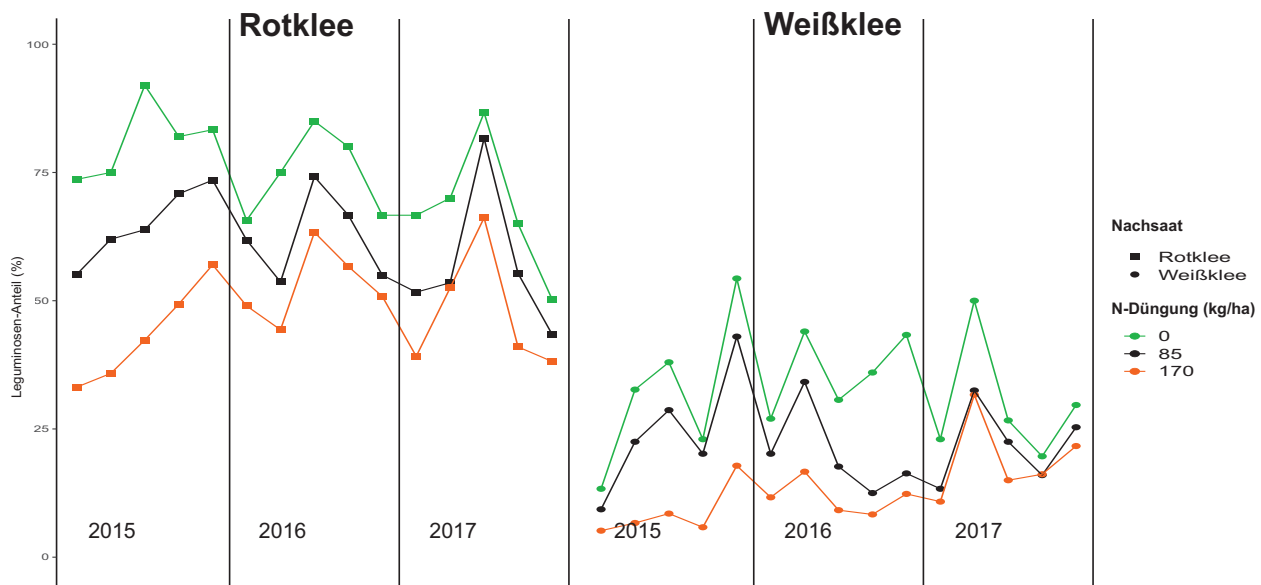 Rotklee
Weißklee
Leguminosen-Anteil (%)
100
75
50
25
0
2015
2016
2017
2015
2016
2017
Nachsaat
Rotklee
Weißklee
N-Düngung (kg/ha)
0
85
170